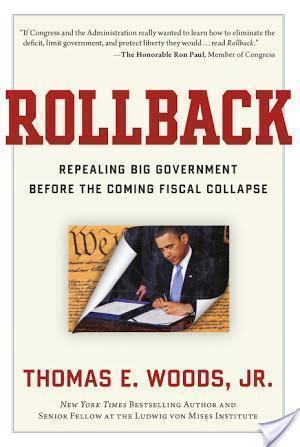 "If Congress and the Administration really wanted to learn how to eliminate the
deficit, limit government, and protect liberty they would . . . read Rollback."
—The Honorable Ron Paul, Member of Congress
ROLLBACK
REPEALING BIG GOVERNMENT
BEFORE THE COMING FISCAL COLLAPSE
We th
THOMAS E. WOODS, JR.
New York Times Bestselling Author and
Senior Fellow at the Ludwig von Mises Institute